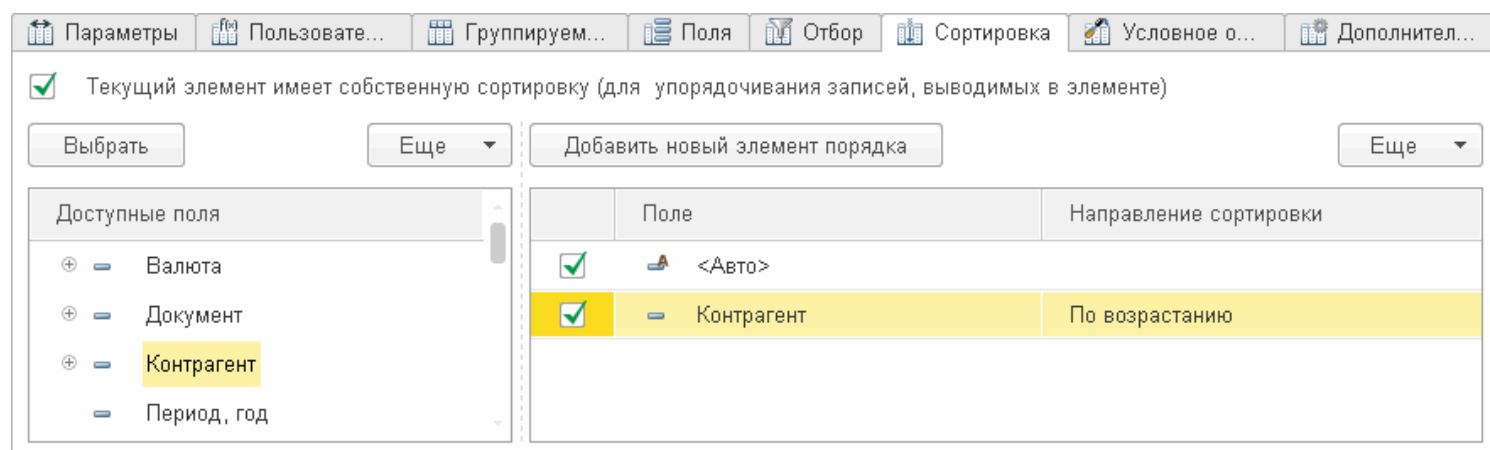 Параметры Пользовате... Группируем... Поля Отбор Сортировка Условное о... Дополнител...
Текущий элемент имеет собственную сортировку (для упорядочивания записей, выводимых в элементе)
Выбрать Еще Добавить новый элемент порядка Еще
Доступные поля Поле Направление сортировки
Валюта <Авто>
Документ Контрагент По возрастанию
Контрагент
Период, год